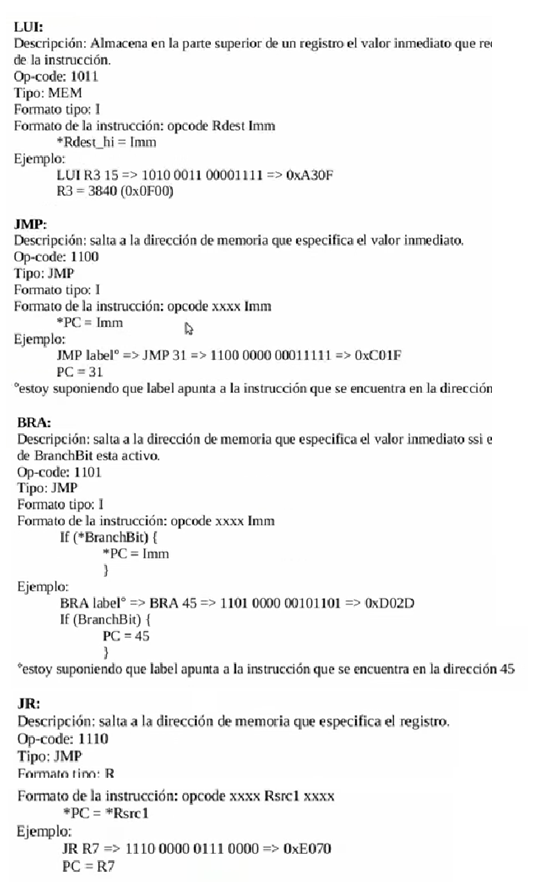 LUI:
Descripción: Almacena en la parte superior de un registro el valor inmediato que
de la instrucción.
Op-code: 1011
Tipo: MEM
Formato tipo: I
Formato de la instrucción: opcode Rdest Imm
*Rdest_hi = Imm
Ejemplo:
LUI R3 15 => 1010 0011 00001111 => 0xA30F
R3 = 3840 (0x0F00)
JMP:
Descripción: salta a la dirección de memoria que especifica el valor inmediato.
Op-code: 1100
Tipo: JMP
Formato tipo: I
Formato de la instrucción: opcode xxxx Imm
*PC = Imm
Ejemplo:
JMP label° => JMP 31 => 1100 0000 00011111 => 0xC01F
PC = 31
°estoy suponiendo que label apunta a la instrucción que se encuentra en la dirección
BRA:
Descripción: salta a la dirección de memoria que especifica el valor inmediato ssi e
de BranchBit esta activo.
Op-code: 1101
Tipo: JMP
Formato tipo: I
Formato de la instrucción: opcode xxxx Imm
If (*BranchBit) {
*PC = Imm
}
Ejemplo:
BRA label° => BRA 45 => 1101 0000 00101101 => 0xD02D
If (BranchBit) {
PC = 45
}
°estoy suponiendo que label apunta a la instrucción que se encuentra en la dirección 45
JR:
Descripción: salta a la dirección de memoria que especifica el registro.
Op-code: 1110
Tipo: JMP
Formato tipo: R
Formato de la instrucción: opcode xxxx Rsrc1 xxxx
*PC = *Rsrc1
Ejemplo:
JR R7 => 1110 0000 0111 0000 => 0xE070
PC = R7